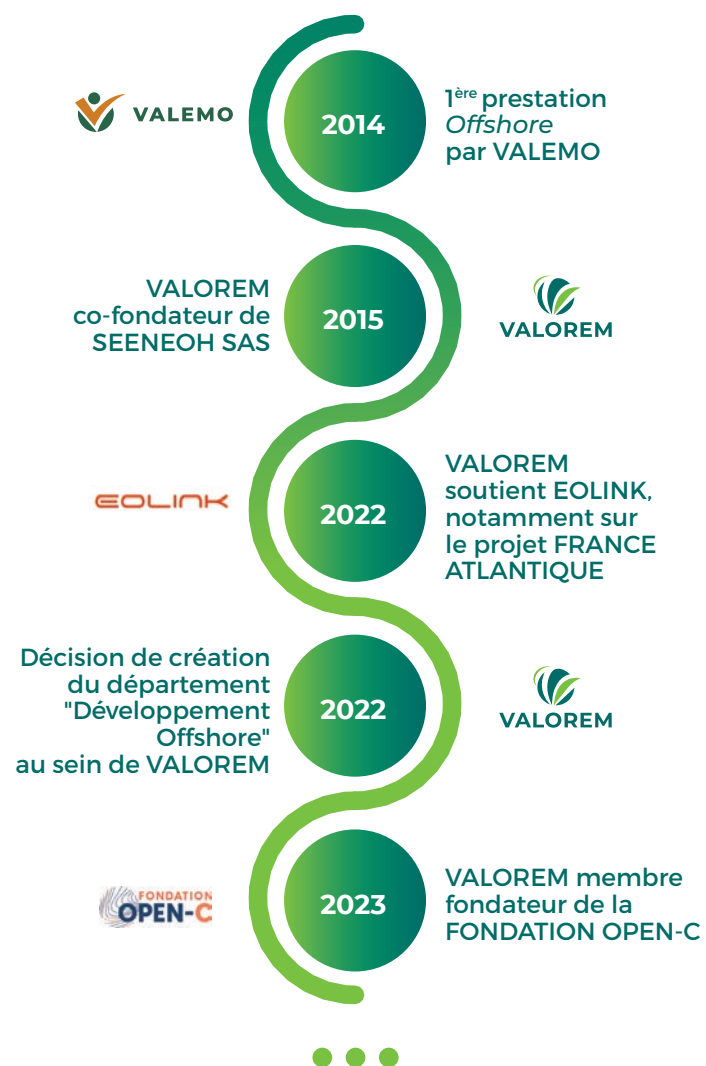 VALEMO
2014
1ère prestation
Offshore
par VALEMO
VALOREM
co-fondateur de
SEENEOH SAS
2015
VALOREM
EOLINK
2022
VALOREM
soutient EOLINK,
notamment sur
le projet FRANCE
ATLANTIQUE
Décision de création
du département
"Développement
Offshore"
au sein de VALOREM
2022
VALOREM
FONDATION
OPEN-C
2023
VALOREM membre
fondateur de la
FONDATION OPEN-C